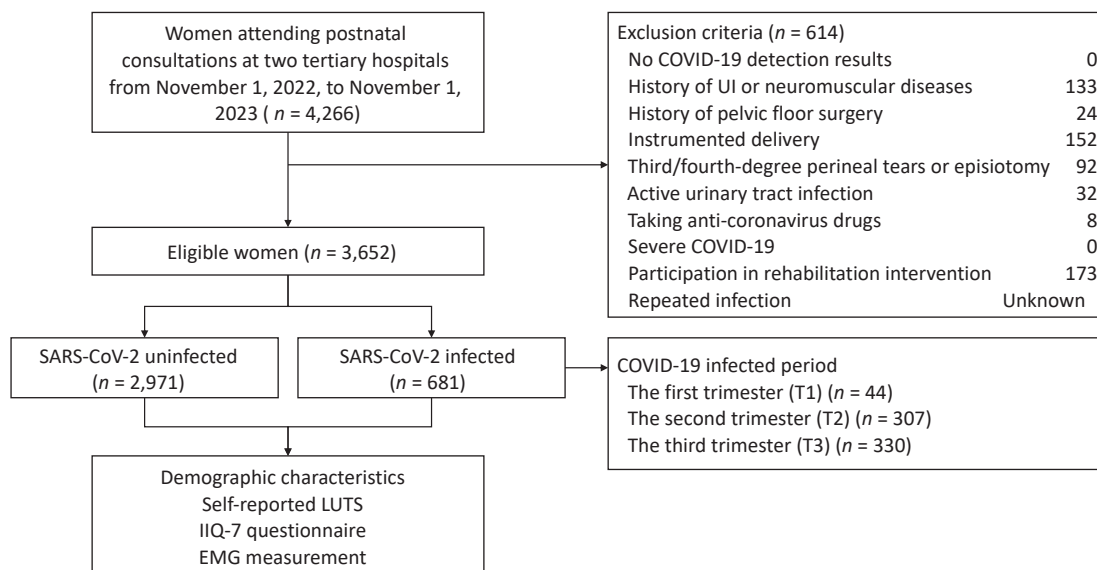 Women attending postnatal
consultations at two tertiary hospitals
from November 1, 2022, to November 1,
2023 ( n = 4,266)
Exclusion criteria (n = 614)
No COVID-19 detection results 0
History of UI or neuromuscular diseases 133
History of pelvic floor surgery 24
Instrumented delivery 152
Third/fourth-degree perineal tears or episiotomy 92
Active urinary tract infection 32
Taking anti-coronavirus drugs 8
Severe COVID-19 0
Participation in rehabilitation intervention 173
Repeated infection Unknown
Eligible women (n = 3,652)
SARS-CoV-2 uninfected
(n = 2,971)
SARS-CoV-2 infected
(n = 681)
COVID-19 infected period
The first trimester (T1) (n = 44)
The second trimester (T2) (n = 307)
The third trimester (T3) (n = 330)
Demographic characteristics
Self-reported LUTS
IIQ-7 questionnaire
EMG measurement